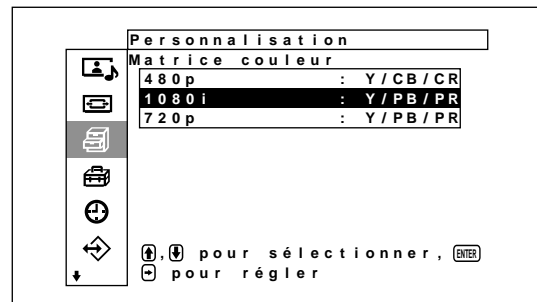 Personnalisation
Matrice couleur
480p : Y/CB/CR
1080i : Y/PB/PR
720p : Y/PB/PR
↑,↓ pour sélectionner, ENTER
→ pour régler